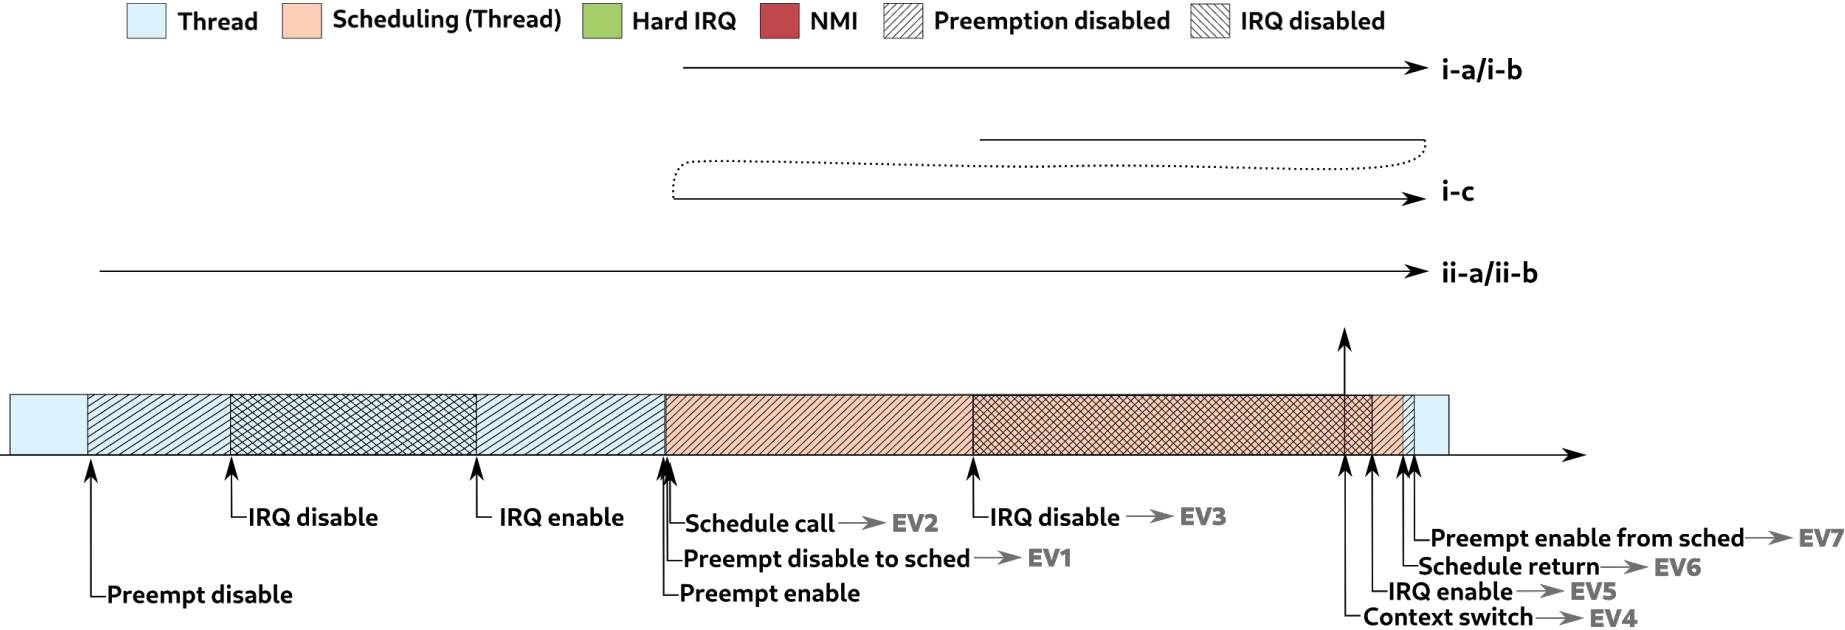 Thread Scheduling (Thread) Hard IRQ NMI Preemption disabled IRQ disabled
i-a/i-b
i-c
ii-a/ii-b
IRQ disable
IRQ enable
Schedule call EV2
IRQ disable EV3
Preempt disable to sched EV1
Preempt enable
Preempt disable
Preempt enable from sched EV7
Schedule return EV6
IRQ enable EV5
Context switch EV4